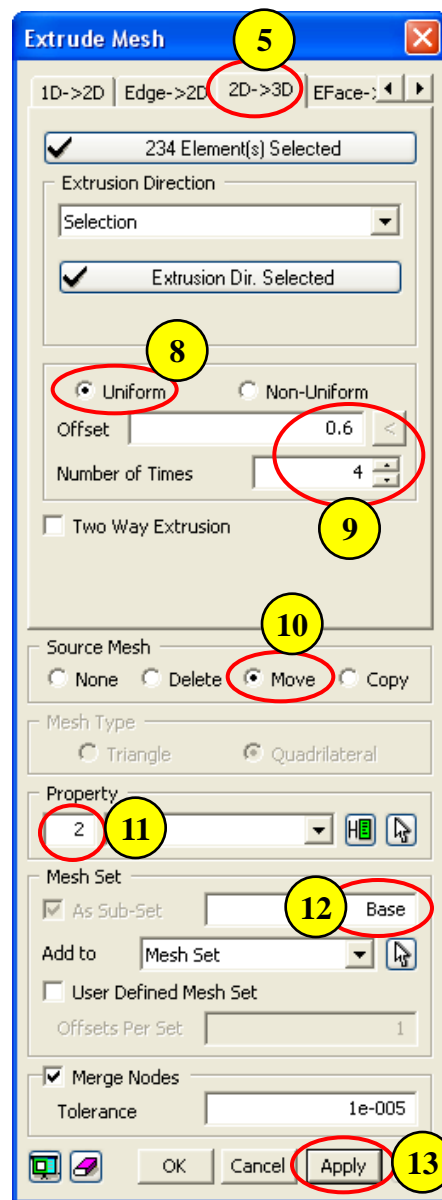 Extrude Mesh
5
1D->2D Edge->2D 2D->3D EFace->
234 Element(s) Selected
Extrusion Direction
Selection
Extrusion Dir. Selected
8
Uniform Non-Uniform
Offset 0.6 <
Number of Times 4
9
Two Way Extrusion
10
Source Mesh
None Delete Move Copy
Mesh Type
Triangle Quadrilateral
Property
2 11
Mesh Set
As Sub-Set 12 Base
Add to Mesh Set
User Defined Mesh Set
Offsets Per Set 1
Merge Nodes
Tolerance 1e-005
OK Cancel Apply 13